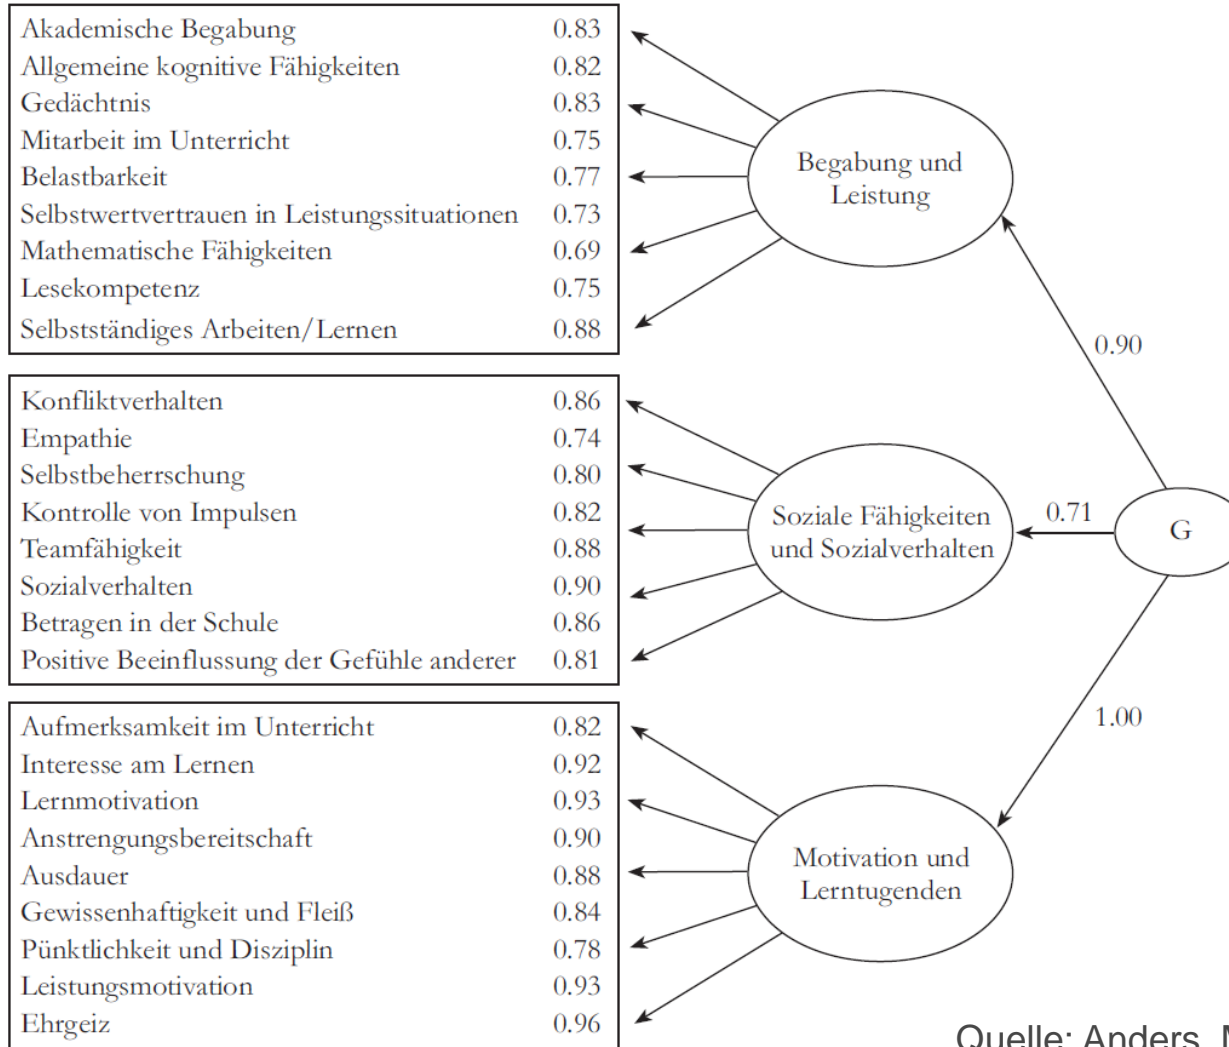 Akademische Begabung 0.83
Allgemeine kognitive Fähigkeiten 0.82
Gedächtnis 0.83
Mitarbeit im Unterricht 0.75
Belastbarkeit 0.77
Selbstwertvertrauen in Leistungssituationen 0.73
Mathematische Fähigkeiten 0.69
Lesekompetenz 0.75
Selbstständiges Arbeiten/Lernen 0.88
Begabung und
Leistung
0.90
Konfliktverhalten 0.86
Empathie 0.74
Selbstbeherrschung 0.80
Kontrolle von Impulsen 0.82
Teamfähigkeit 0.88
Sozialverhalten 0.90
Betragen in der Schule 0.86
Positive Beeinflussung der Gefühle anderer 0.81
Soziale Fähigkeiten
und Sozialverhalten
0.71
G
Aufmerksamkeit im Unterricht 0.82
Interesse am Lernen 0.92
Lernmotivation 0.93
Anstrengungsbereitschaft 0.90
Ausdauer 0.88
Gewissenhaftigkeit und Fleiß 0.84
Pünktlichkeit und Disziplin 0.78
Leistungsmotivation 0.93
Ehrgeiz 0.96
Motivation und
Lerntugenden
1.00
Quelle: Anders,